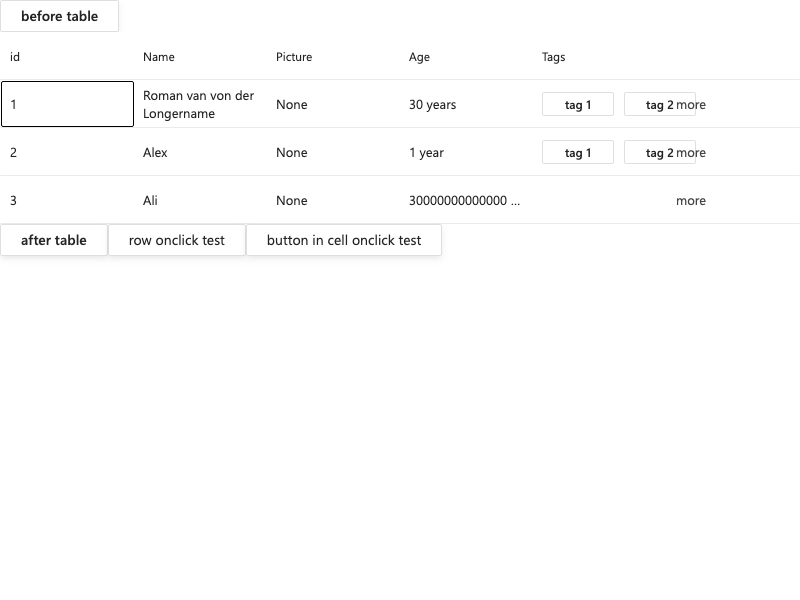 before table
id Name Picture Age Tags
1 Roman van von der Longername None 30 years tag 1 tag 2 more
2 Alex None 1 year tag 1 tag 2 more
3 Ali None 30000000000000 ... more
after table row onclick test button in cell onclick test